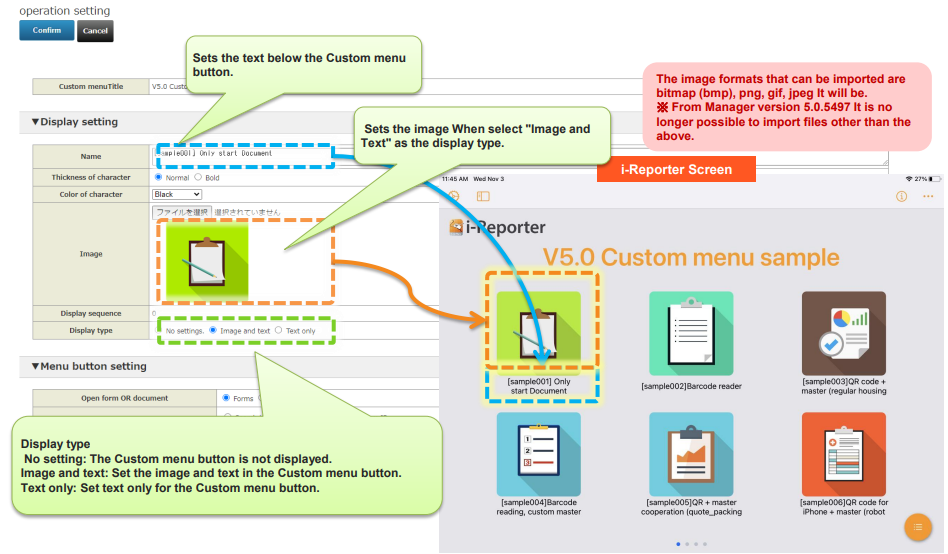 operation setting
Confirm
Cancel
Sets the text below the Custom menu
button.
Custom menuTitle
V5.0 Custo
The image formats that can be imported are
bitmap (bmp), png, gif, jpeg It will be.
※ From Manager version 5.0.5497 It is no
longer possible to import files other than the
above.
▼Display setting
Sets the image When select "Image and
Text" as the display type.
Name
[sample001] Only start Document
Thickness of character
Normal
Bold
Color of character
Black
ファイルを選択 選択されていません
Image
Display sequence
0
Display type
No settings.
Image and text
Text only
▼Menu button setting
Open form OR document
Forms
Display type
No setting: The Custom menu button is not displayed.
Image and text: Set the image and text in the Custom menu button.
Text only: Set text only for the Custom menu button.
i-Reporter Screen
11:45 AM Wed Nov 3
27%
i-Reporter
V5.0 Custom menu sample
[sample001] Only
start Document
[sample002]Barcode reader
[sample003]QR code +
master (regular housing
1
2
3
[sample004]Barcode
reading, custom master
[sample005]QR + master
cooperation (quote_packing
[sample006]QR code for
iPhone + master (robot